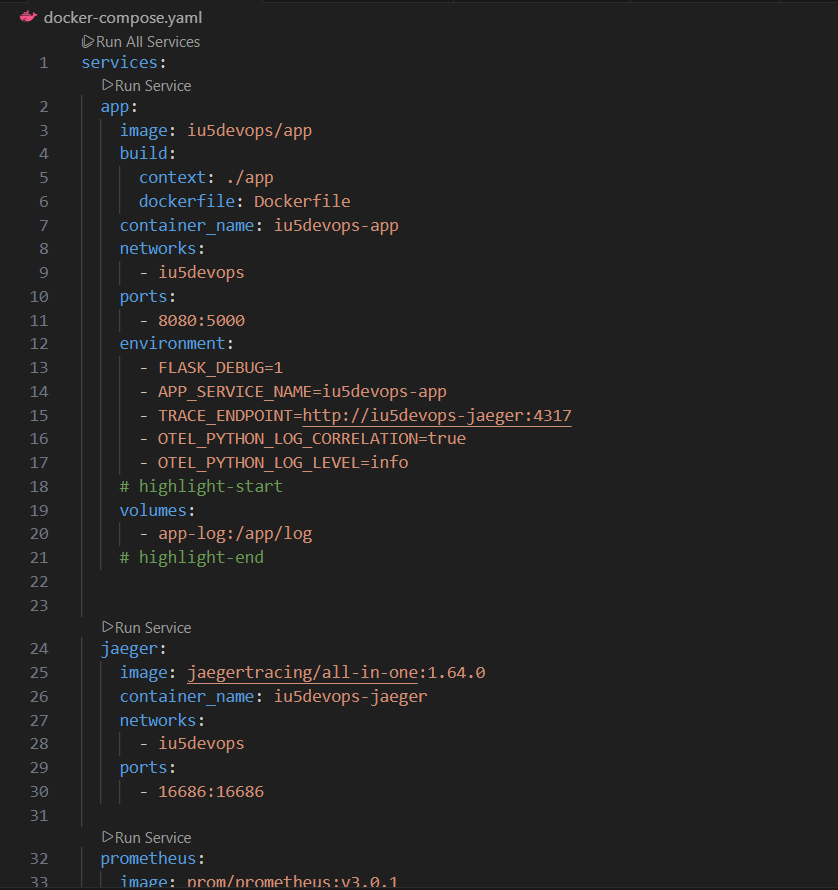 docker-compose.yaml
Run All Services
1 services:
Run Service
2 app:
3 image: iu5devops/app
4 build:
5 context: ./app
6 dockerfile: Dockerfile
7 container_name: iu5devops-app
8 networks:
9 - iu5devops
10 ports:
11 - 8080:5000
12 environment:
13 - FLASK_DEBUG=1
14 - APP_SERVICE_NAME=iu5devops-app
15 - TRACE_ENDPOINT=http://iu5devops-jaeger:4317
16 - OTEL_PYTHON_LOG_CORRELATION=true
17 - OTEL_PYTHON_LOG_LEVEL=info
18 # highlight-start
19 volumes:
20 - app-log:/app/log
21 # highlight-end
22
23
Run Service
24 jaeger:
25 image: jaegertracing/all-in-one:1.64.0
26 container_name: iu5devops-jaeger
27 networks:
28 - iu5devops
29 ports:
30 - 16686:16686
31
Run Service
32 prometheus:
33 image: prom/prometheus:v3.0.1